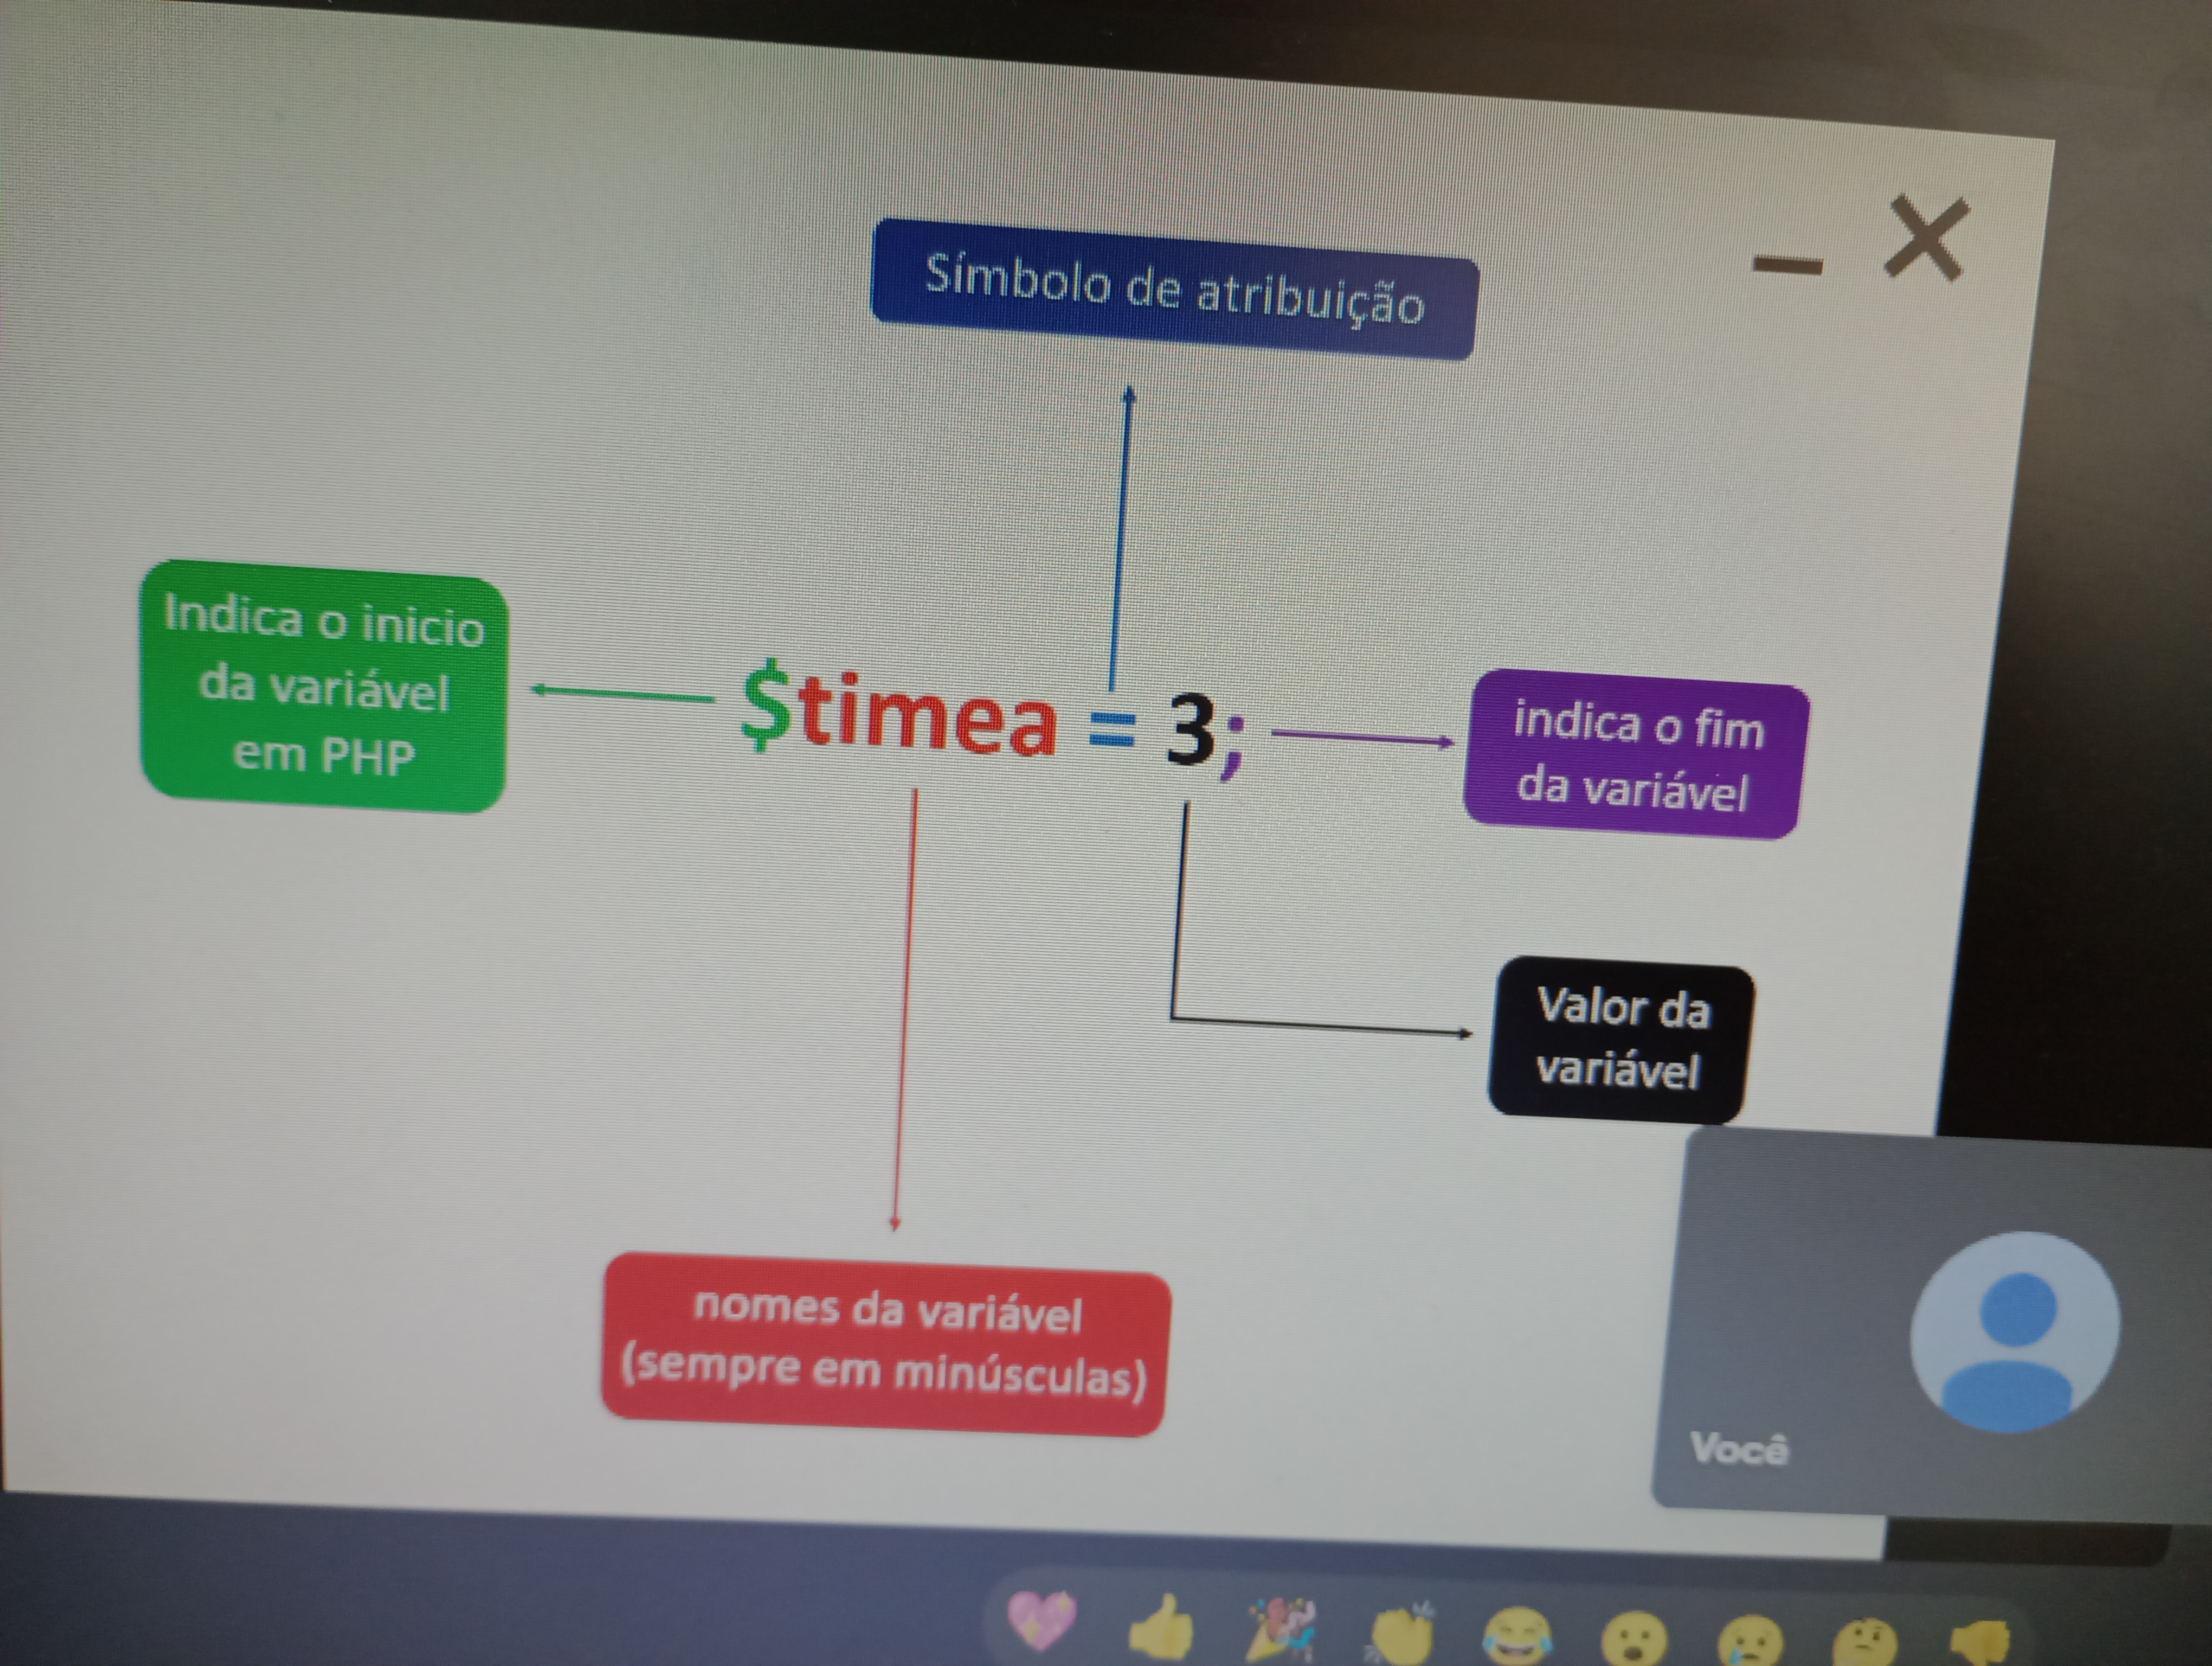 Símbolo de atribuição
Indica o inicio
da variável
em PHP
$timea = 3;
indica o fim
da variável
Valor da
variável
nomes da variável
(sempre em minúsculas)
Você